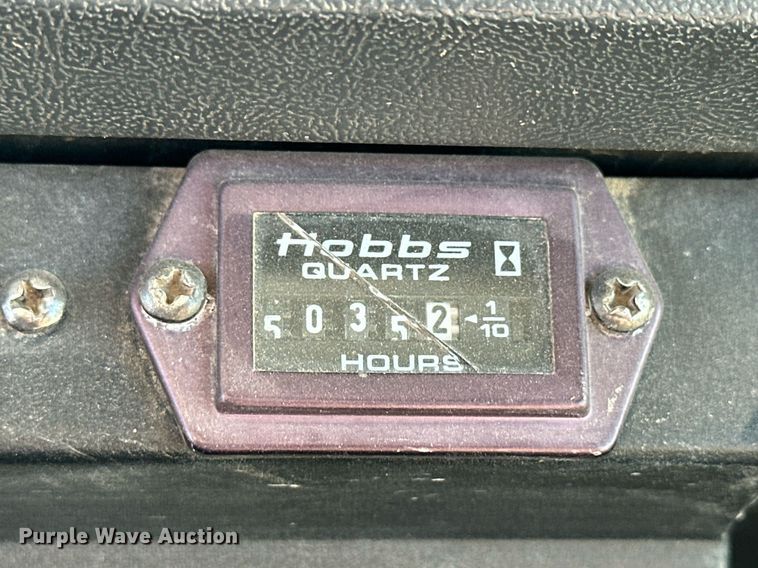 Hobbs
QUARTZ
5 0 3 5 2 ◄ 1/10
HOURS
Purple Wave Auction